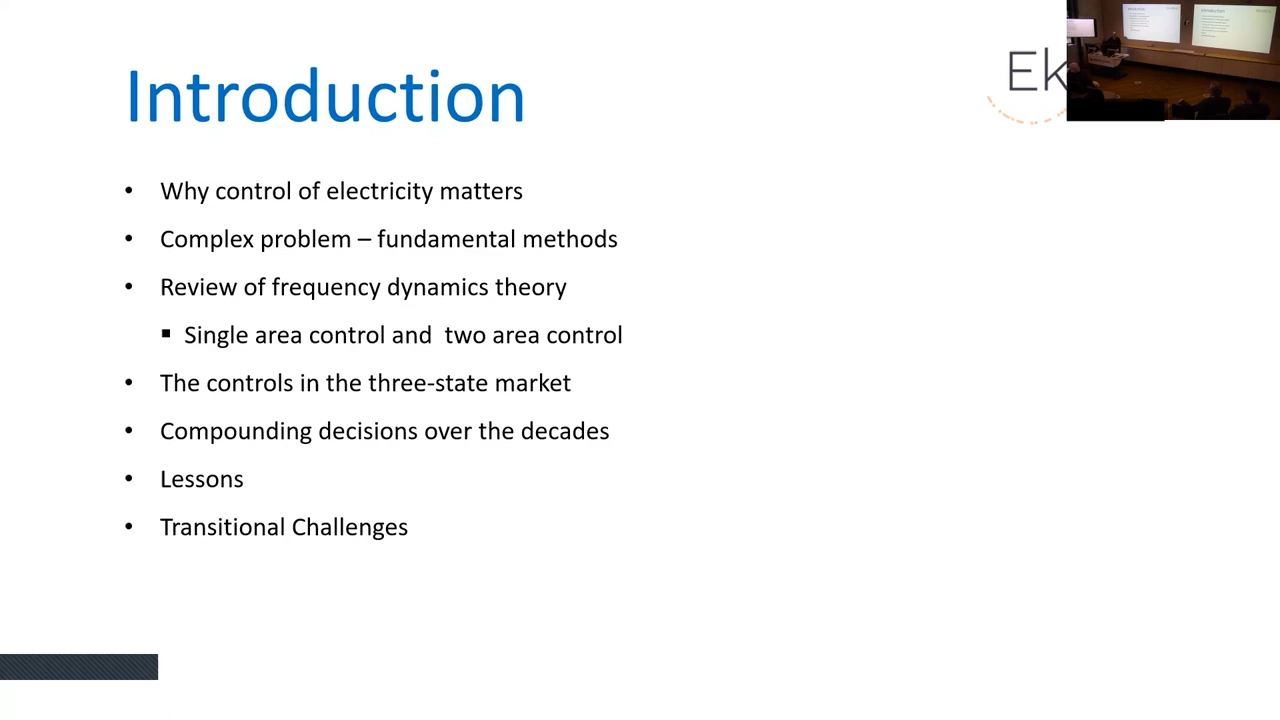 Introduction
Ek
• Why control of electricity matters
• Complex problem – fundamental methods
• Review of frequency dynamics theory
▪ Single area control and  two area control
• The controls in the three-state market
• Compounding decisions over the decades
• Lessons
• Transitional Challenges